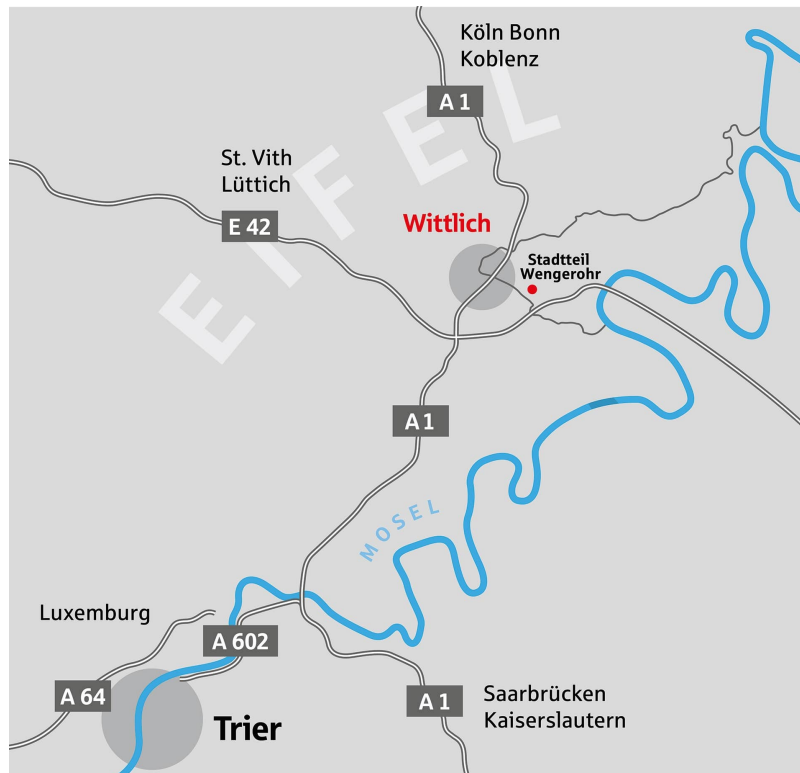 Köln Bonn
Koblenz
A 1
EIFEL
St. Vith
Lüttich
E 42
Wittlich
Stadtteil
Wengerohr
A 1
MOSEL
Luxemburg
A 602
A 64
Trier
A 1
Saarbrücken
Kaiserslautern